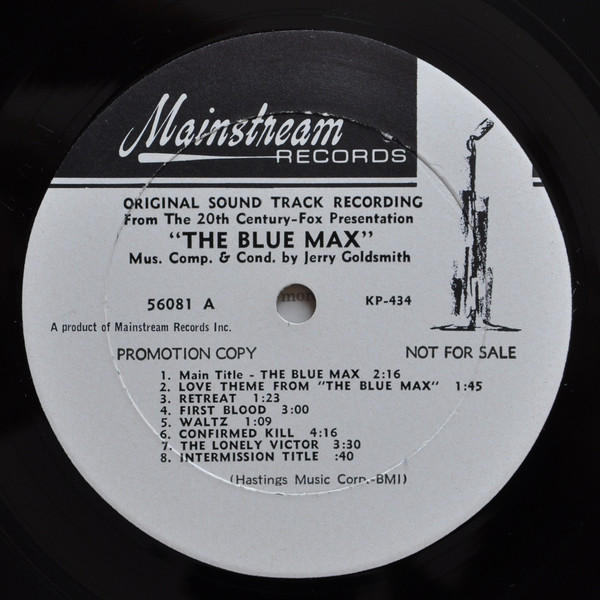 Mainstream
RECORDS
ORIGINAL SOUND TRACK RECORDING
From The 20th Century-Fox Presentation
"THE BLUE MAX"
Mus. Comp. & Cond. by Jerry Goldsmith
56081 A KP-434
A product of Mainstream Records Inc.
PROMOTION COPY NOT FOR SALE
1. Main Title - THE BLUE MAX 2:16
2. LOVE THEME FROM "THE BLUE MAX" 1:45
3. RETREAT 1:23
4. FIRST BLOOD 3:00
5. WALTZ 1:09
6. CONFIRMED KILL 4:16
7. THE LONELY VICTOR 3:30
8. INTERMISSION TITLE :40
(Hastings Music Corp.-BMI)